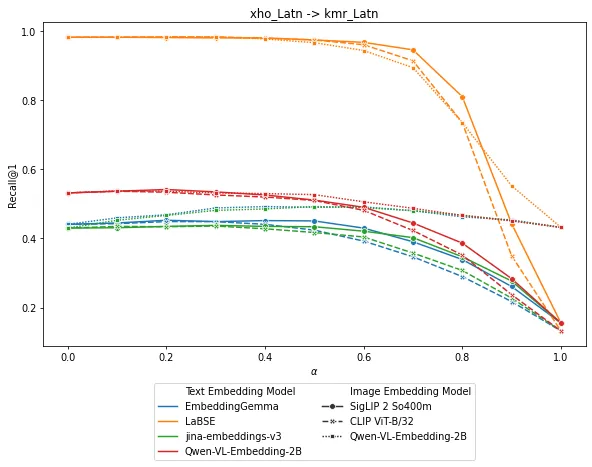 xho_Latn -> kmr_Latn
Recall@1
1.0
0.8
0.6
0.4
0.2
0.0 0.2 0.4 0.6 0.8 1.0
α
Text Embedding Model Image Embedding Model
EmbeddingGemma SigLIP 2 So400m
LaBSE CLIP ViT-B/32
jina-embeddings-v3 Qwen-VL-Embedding-2B
Qwen-VL-Embedding-2B